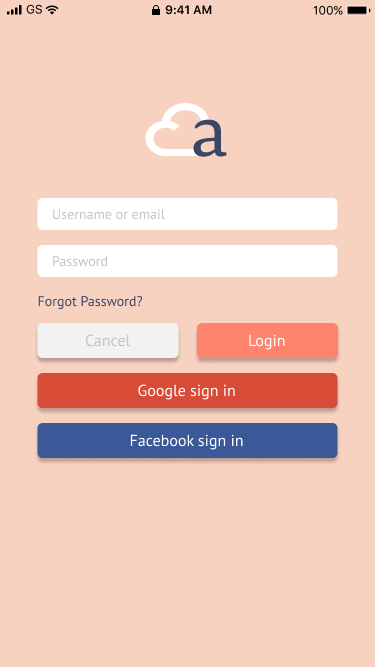 GS 9:41 AM 100%
a
Username or email
Password
Forgot Password?
Cancel Login
Google sign in
Facebook sign in